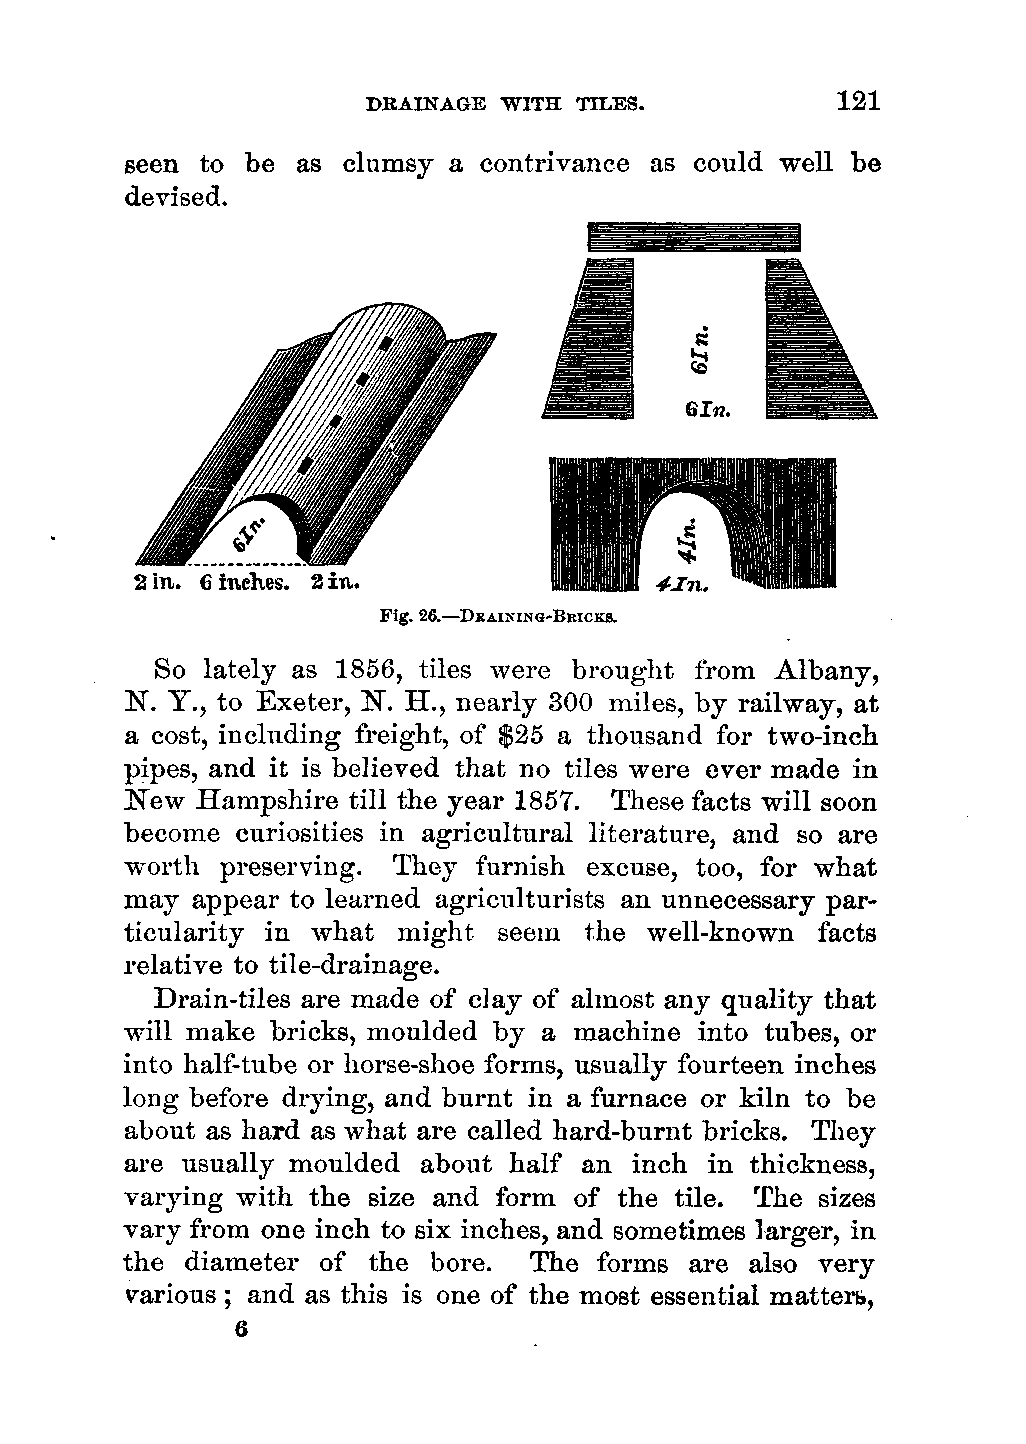 DRAINAGE WITH TILES. 121
seen to be as clumsy a contrivance as could well be
devised.
6In.
6In.
6In.
4In.
4In.
2 in. 6 inches. 2 in.
Fig. 26.—Draining-Bricks.
So lately as 1856, tiles were brought from Albany,
N. Y., to Exeter, N. H., nearly 300 miles, by railway, at
a cost, including freight, of $25 a thousand for two-inch
pipes, and it is believed that no tiles were ever made in
New Hampshire till the year 1857. These facts will soon
become curiosities in agricultural literature, and so are
worth preserving. They furnish excuse, too, for what
may appear to learned agriculturists an unnecessary par-
ticularity in what might seem the well-known facts
relative to tile-drainage.
Drain-tiles are made of clay of almost any quality that
will make bricks, moulded by a machine into tubes, or
into half-tube or horse-shoe forms, usually fourteen inches
long before drying, and burnt in a furnace or kiln to be
about as hard as what are called hard-burnt bricks. They
are usually moulded about half an inch in thickness,
varying with the size and form of the tile. The sizes
vary from one inch to six inches, and sometimes larger, in
the diameter of the bore. The forms are also very
various; and as this is one of the most essential matters,
6